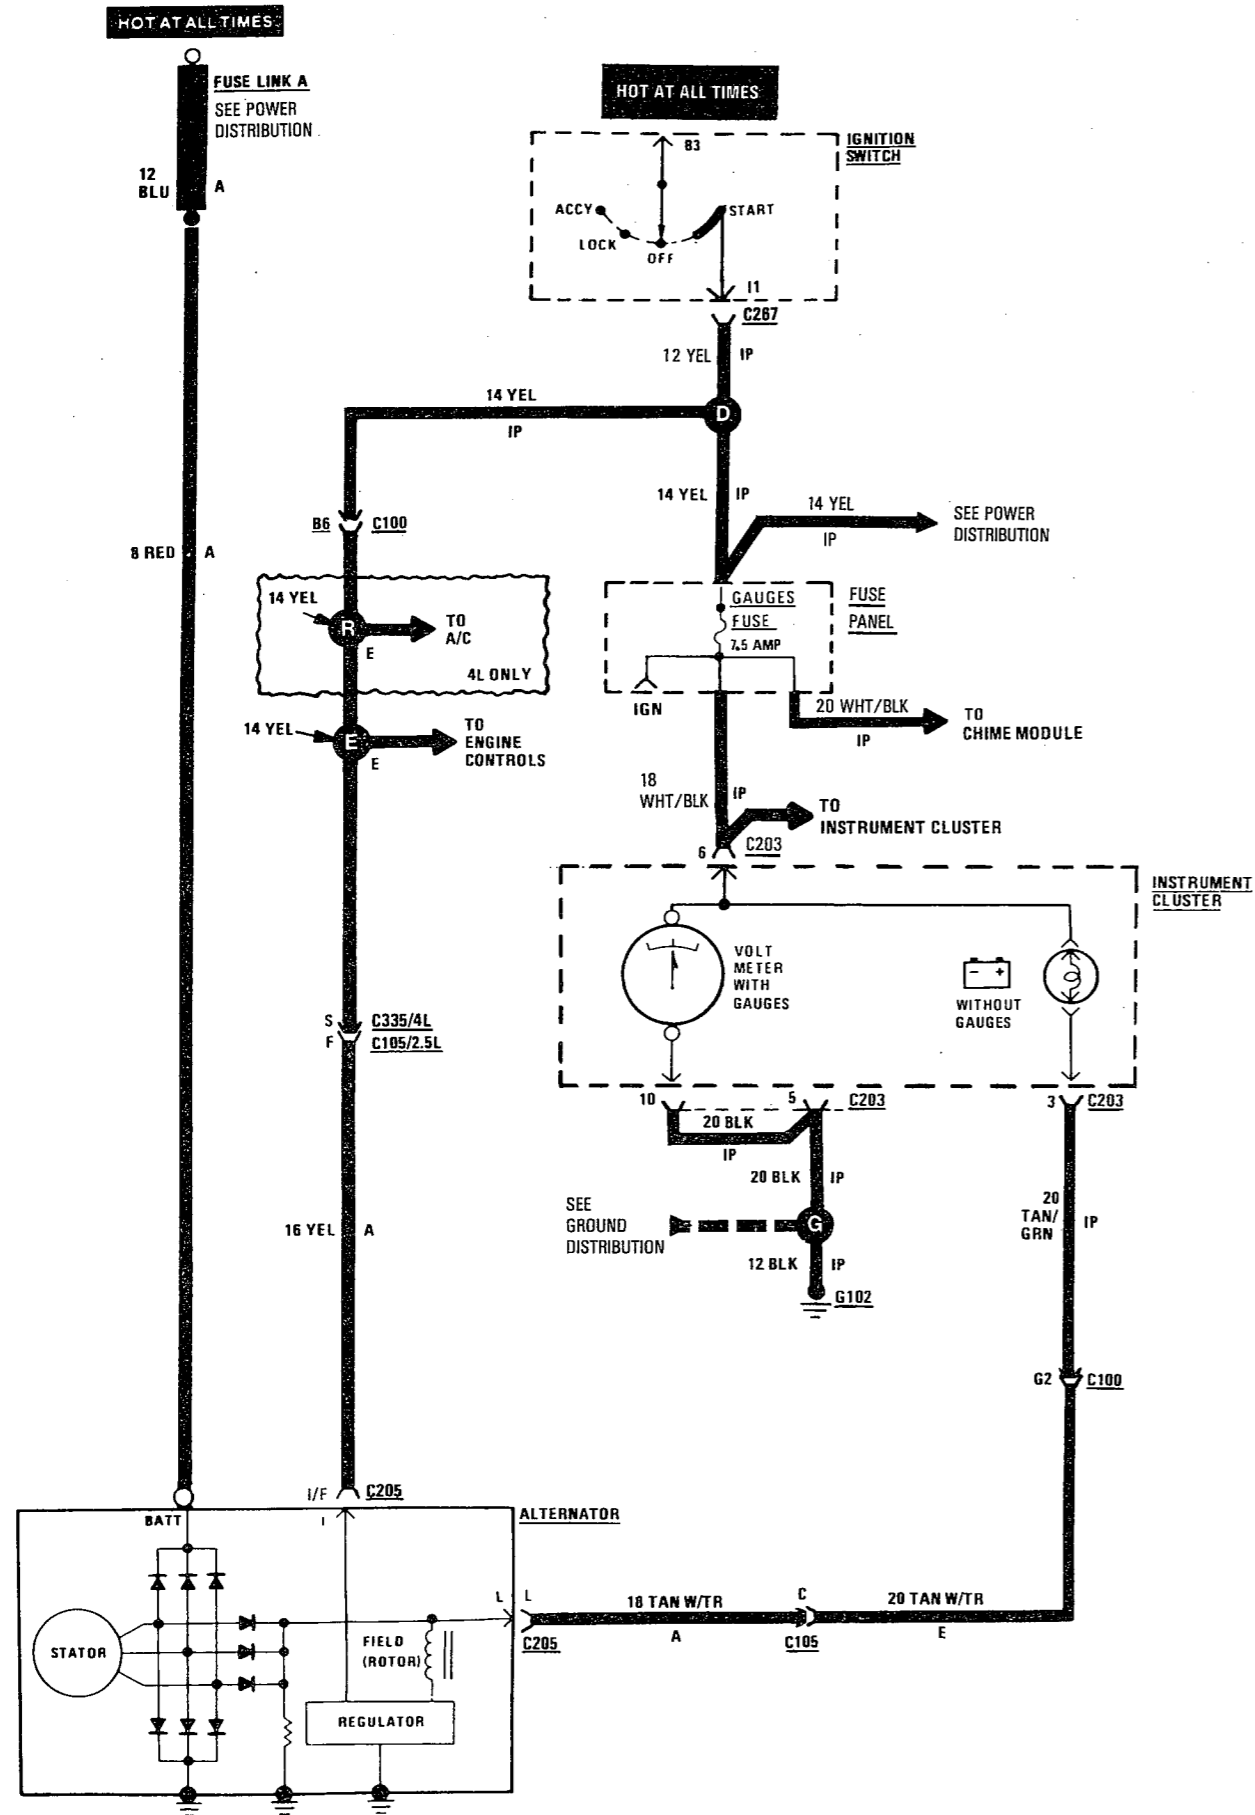 HOT AT ALL TIMES
FUSE LINK A
SEE POWER
DISTRIBUTION
12
BLU
A
HOT AT ALL TIMES
B3
IGNITION
SWITCH
ACCY
START
LOCK
OFF
I1
C267
12 YEL
IP
14 YEL
IP
D
14 YEL
IP
14 YEL
IP
SEE POWER
DISTRIBUTION
B6
C100
8 RED
A
14 YEL
R
TO
A/C
E
4L ONLY
GAUGES
FUSE
7.5 AMP
FUSE
PANEL
IGN
20 WHT/BLK
IP
TO
CHIME MODULE
14 YEL
E
TO
ENGINE
CONTROLS
E
18
WHT/BLK
IP
TO
INSTRUMENT CLUSTER
6
C203
INSTRUMENT
CLUSTER
VOLT
METER
WITH
GAUGES
- +
WITHOUT
GAUGES
S
C335/4L
F
C105/2.5L
10
5
C203
3
C203
20 BLK
IP
20 BLK
IP
SEE
GROUND
DISTRIBUTION
G
12 BLK
IP
G102
20
TAN/
GRN
IP
16 YEL
A
G2
C100
I/F
C205
BATT
I
ALTERNATOR
L
L
18 TAN W/TR
A
C
C105
20 TAN W/TR
E
C205
STATOR
FIELD
(ROTOR)
REGULATOR